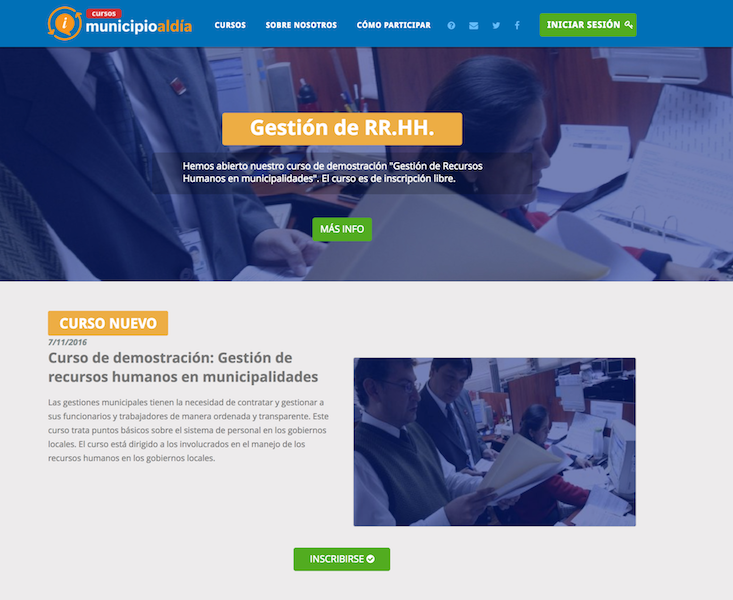 cursos
municipioaldía
CURSOS
SOBRE NOSOTROS
CÓMO PARTICIPAR
INICIAR SESIÓN
Gestión de RR.HH.
Hemos abierto nuestro curso de demostración "Gestión de Recursos
Humanos en municipalidades". El curso es de inscripción libre.
MÁS INFO
CURSO NUEVO
7/11/2016
Curso de demostración: Gestión de
recursos humanos en municipalidades
Las gestiones municipales tienen la necesidad de contratar y gestionar a
sus funcionarios y trabajadores de manera ordenada y transparente. Este
curso trata puntos básicos sobre el sistema de personal en los gobiernos
locales. El curso está dirigido a los involucrados en el manejo de los
recursos humanos en los gobiernos locales.
INSCRIBIRSE